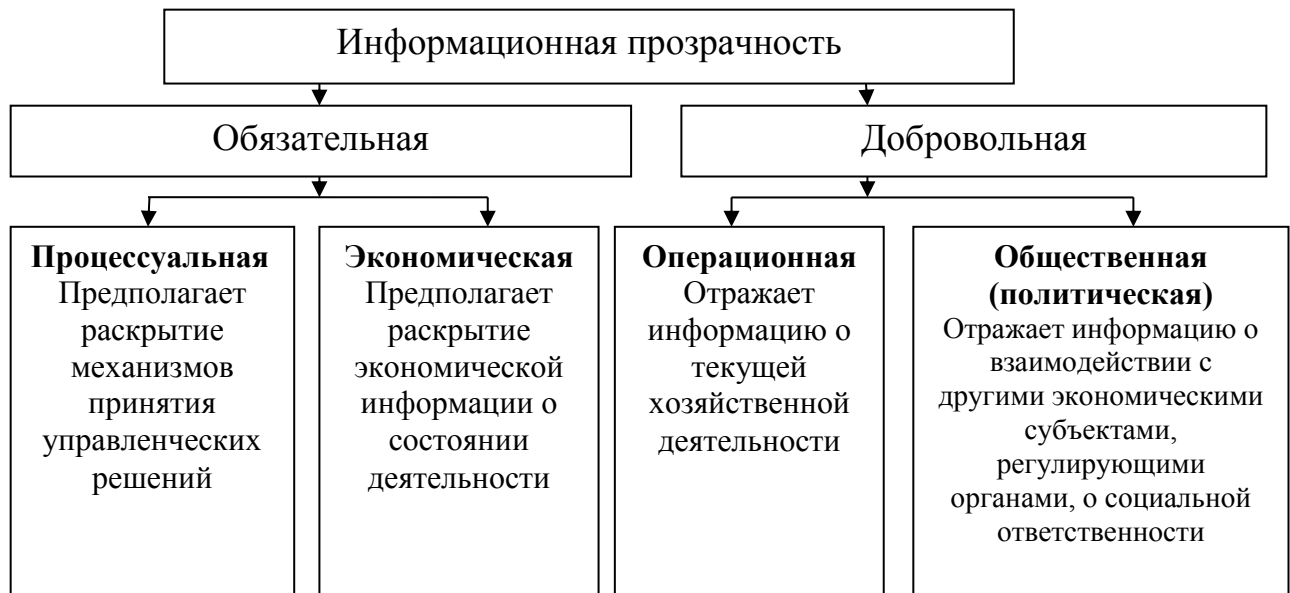 Информационная прозрачность
Обязательная
Добровольная
Процессуальная
Предполагает
раскрытие
механизмов
принятия
управленческих
решений
Экономическая
Предполагает
раскрытие
экономической
информации о
состоянии
деятельности
Операционная
Отражает
информацию о
текущей
хозяйственной
деятельности
Общественная
(политическая)
Отражает информацию о
взаимодействии с
другими экономическими
субъектами,
регулирующими
органами, о социальной
ответственности